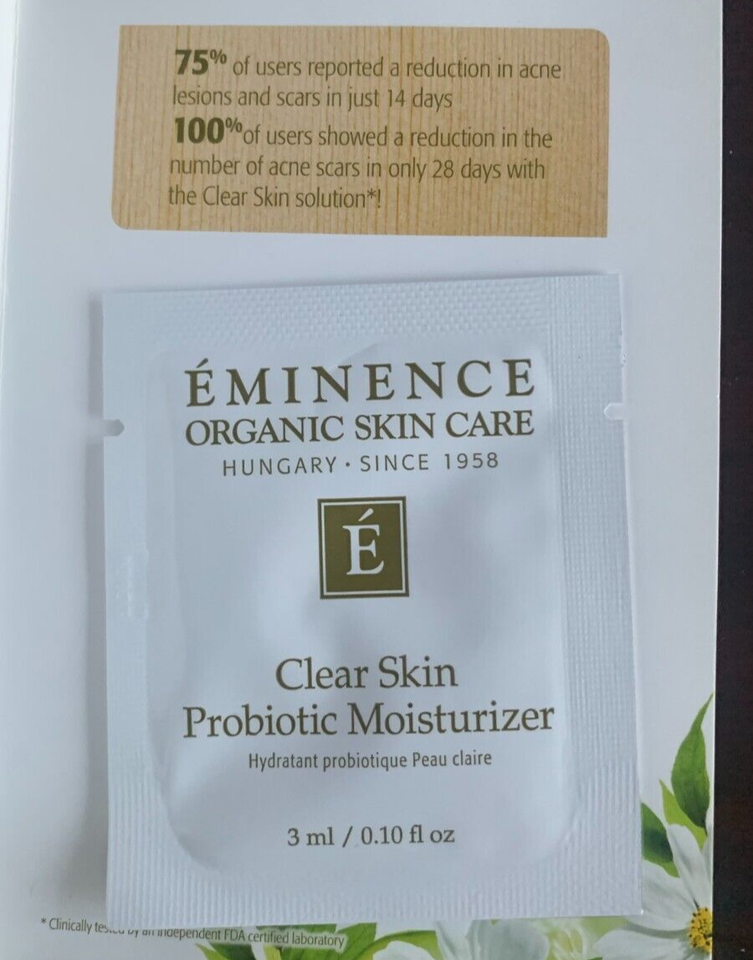 75% of users reported a reduction in acne
lesions and scars in just 14 days
100% of users showed a reduction in the
number of acne scars in only 28 days with
the Clear Skin solution*!
ÉMINENCE
ORGANIC SKIN CARE
HUNGARY · SINCE 1958
É
Clear Skin
Probiotic Moisturizer
Hydratant probiotique Peau claire
3 ml / 0.10 fl oz
* Clinically by an independent FDA certified laboratory